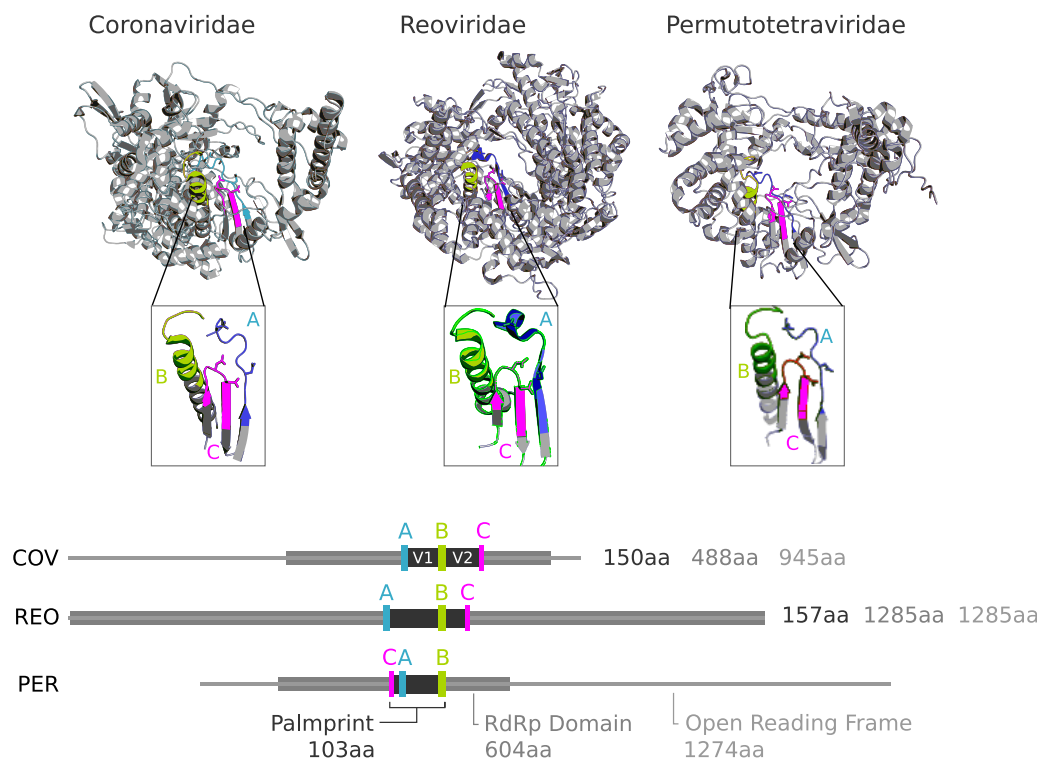 Coronaviridae Reoviridae Permutotetraviridae
A A A
B B B
C C C
A B C
COV V1 V2 150aa 488aa 945aa
A B C
REO 157aa 1285aa 1285aa
C A B
PER
Palmprint RdRp Domain Open Reading Frame
103aa 604aa 1274aa